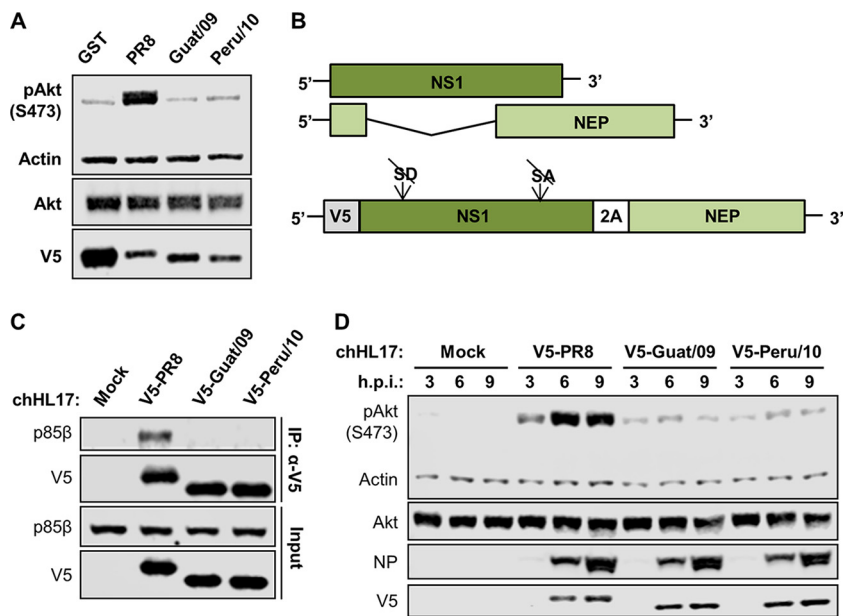 A
GST PR8 Guat/09 Peru/10
pAkt
(S473)
Actin
Akt
V5
B
5’ NS1 3’
5’ NEP 3’
SD SA
5’ V5 NS1 2A NEP 3’
C
chHL17: Mock V5-PR8 V5-Guat/09 V5-Peru/10
p85β
V5
IP: α-V5
p85β
V5
Input
D
chHL17: Mock V5-PR8 V5-Guat/09 V5-Peru/10
h.p.i.: 3 6 9 3 6 9 3 6 9 3 6 9
pAkt
(S473)
Actin
Akt
NP
V5